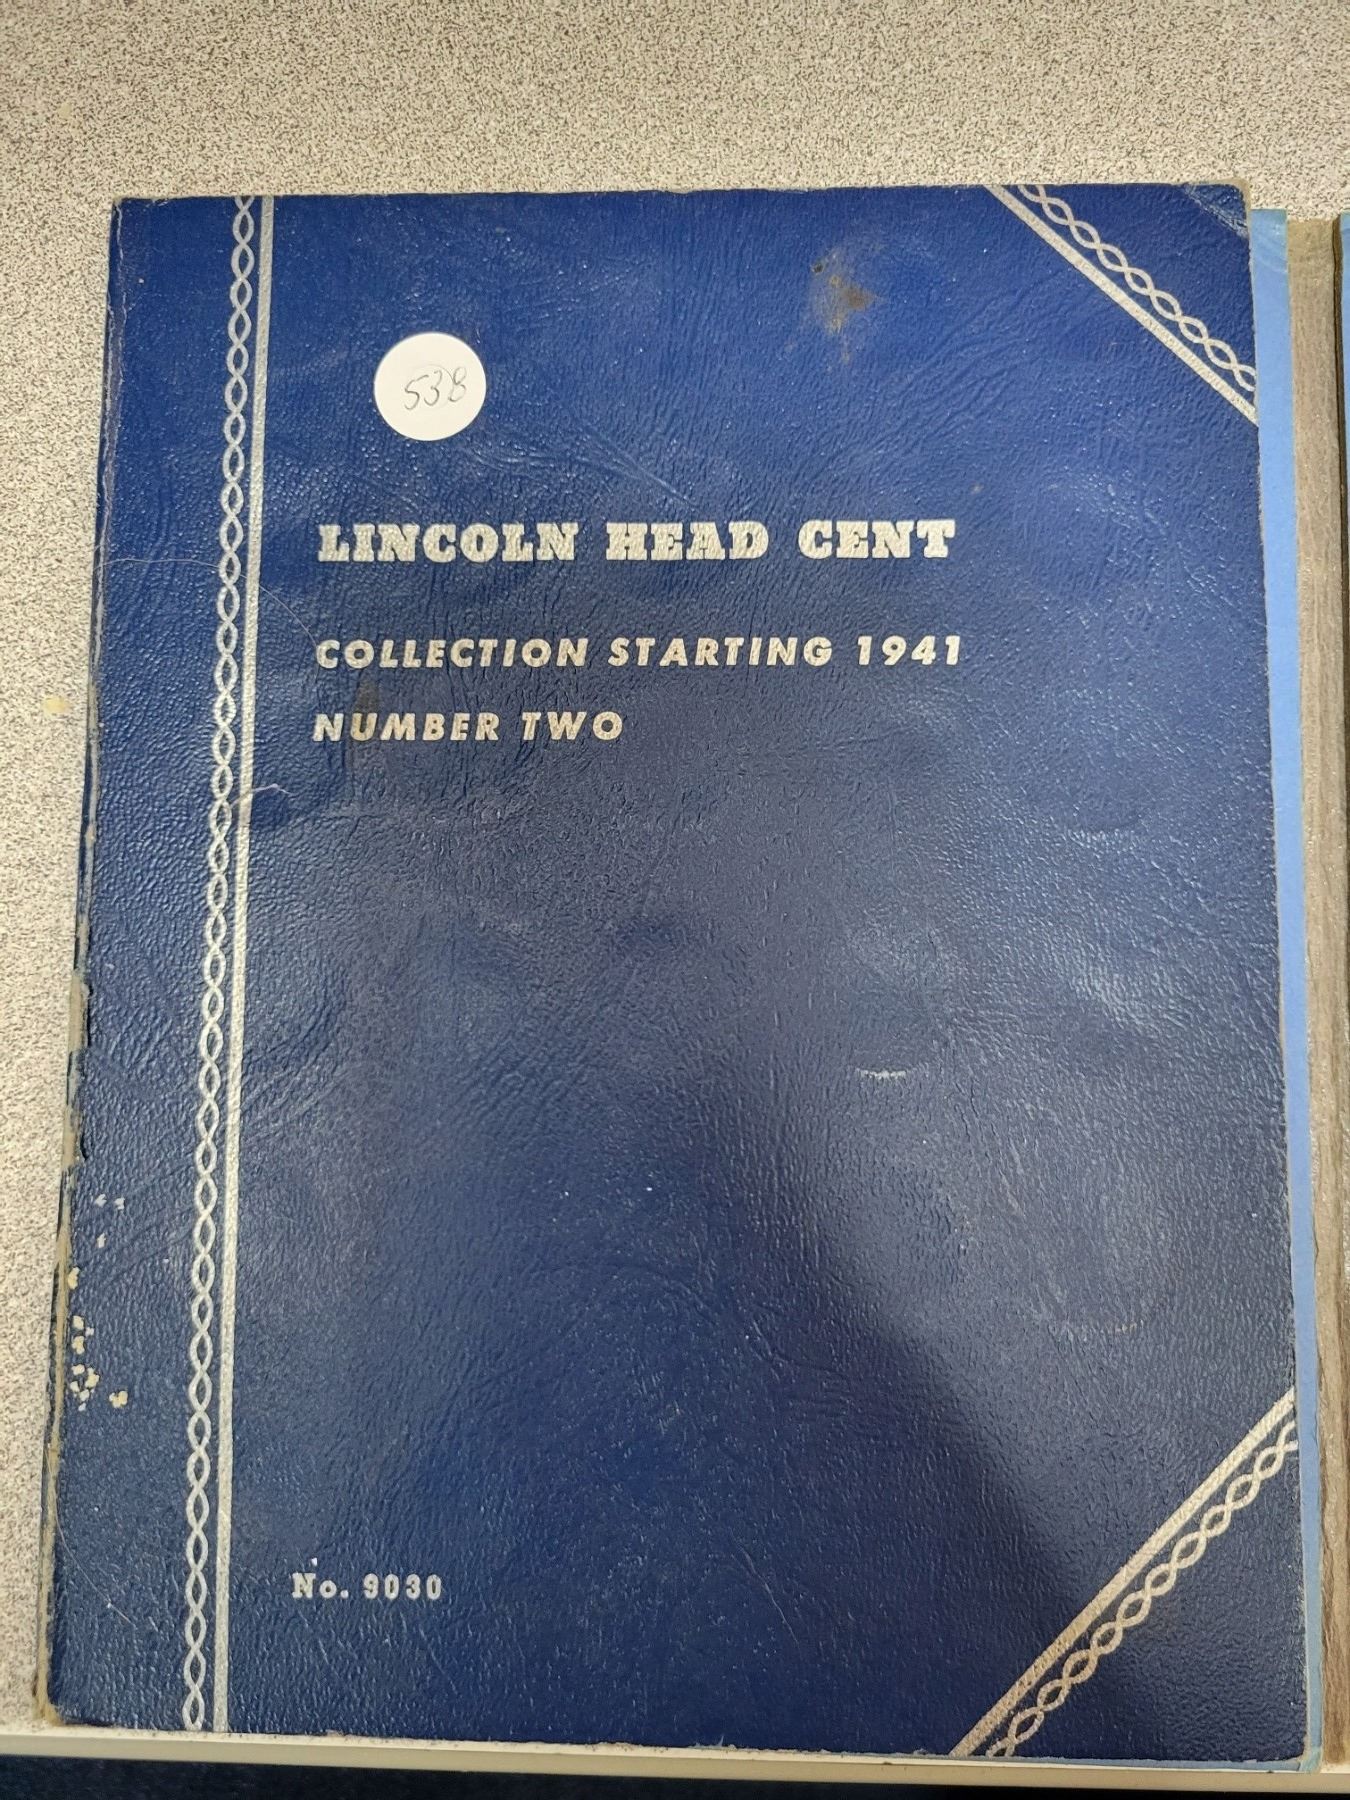 538
LINCOLN HEAD CENT
COLLECTION STARTING 1941
NUMBER TWO
No. 9030